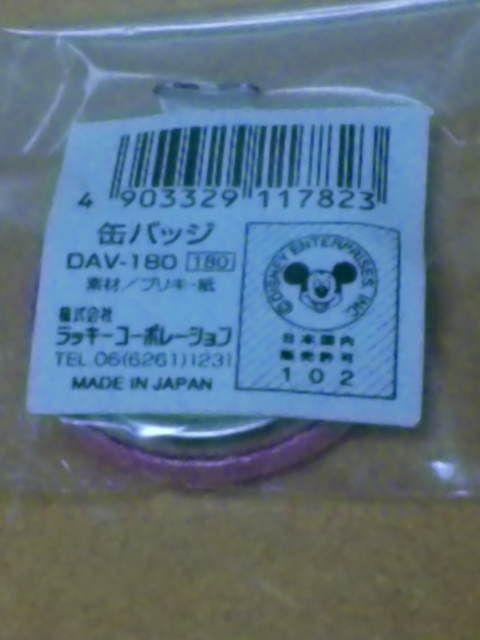 4 903329 117823
缶バッジ
DAV-180 180
素材/ブリキ・紙
株式会社
ラッキーコーポレーション
TEL 06(6261)1231
MADE IN JAPAN
©DISNEY ENTERPRISES, INC.
日本国内
販売許可
102